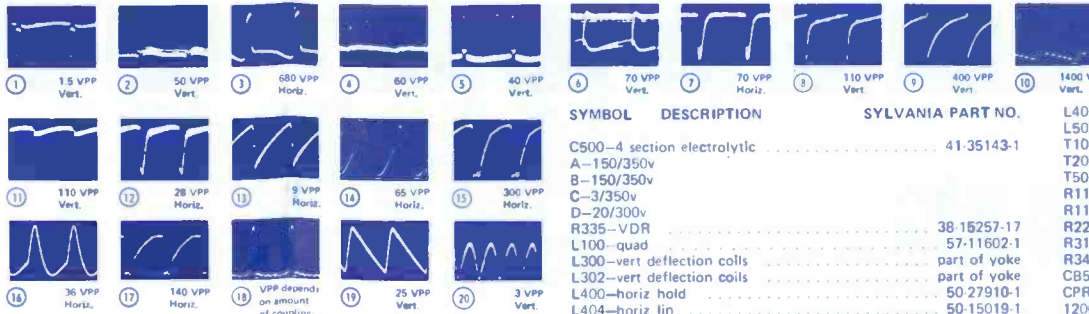 1 1.5 VPP Vert.
2 50 VPP Vert.
3 680 VPP Horiz.
4 60 VPP Vert.
5 40 VPP Vert.
6 70 VPP Vert.
7 70 VPP Horiz.
8 110 VPP Vert.
9 400 VPP Vert.
10 1400 V
11 110 VPP Vert.
12 28 VPP Horiz.
13 9 VPP Horiz.
14 65 VPP Horiz.
15 300 VPP Horiz.
16 36 VPP Horiz.
17 140 VPP Horiz.
18 VPP depends on amount of coupling
19 25 VPP Vert.
20 3 VPP Vert.
SYMBOL DESCRIPTION SYLVANIA PART NO.
C500—4 section electrolytic 41-35143-1
A-150/350v
B-150/350v
C-3/350v
D-20/300v
R335—VDR 38-15257-17
L100—quad 57-11602-1
L300—vert deflection coils part of yoke
L302—vert deflection coils part of yoke
L400—horiz hold 50-27910-1
L404—horiz lin 50-15019-1
L40
L50
T10
T20
T50
R11
R11
R22
R31
R34
CB5
CPR
120